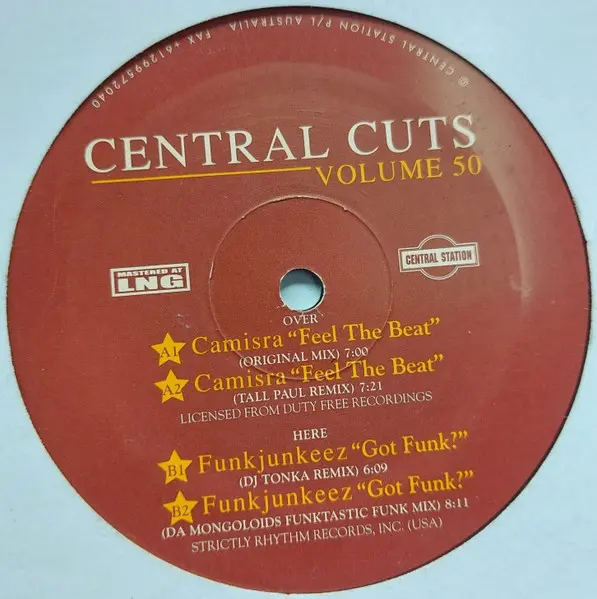 © CENTRAL STATION P/L AUSTRALIA FAX +61299572040
CENTRAL CUTS
VOLUME 50
MASTERED AT
LNG
CENTRAL STATION
OVER
A1 Camisra “Feel The Beat”
(ORIGINAL MIX) 7:00
A2 Camisra “Feel The Beat”
(TALL PAUL REMIX) 7:21
LICENSED FROM DUTY FREE RECORDINGS
HERE
B1 Funkjunkeez “Got Funk?”
(DJ TONKA REMIX) 6:09
B2 Funkjunkeez “Got Funk?”
(DA MONGOLOIDS FUNKTASTIC FUNK MIX) 8:11
STRICTLY RHYTHM RECORDS, INC. (USA)